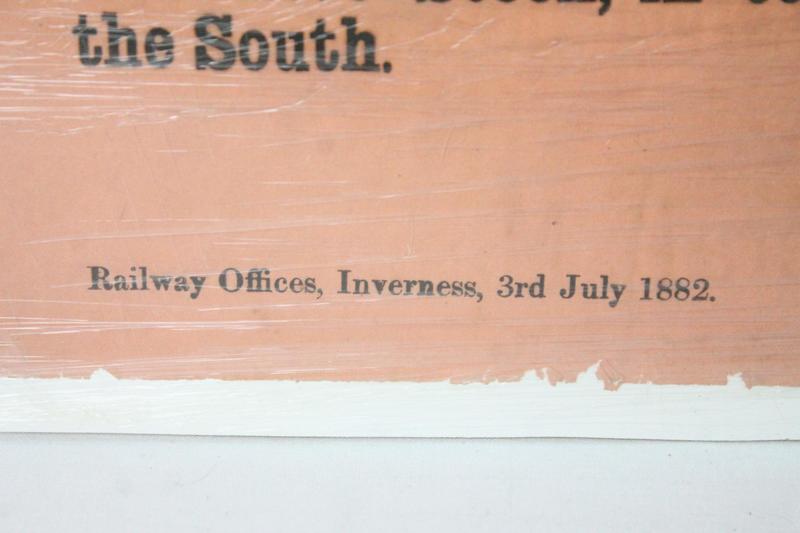 the South.
Railway Offices, Inverness, 3rd July 1882.